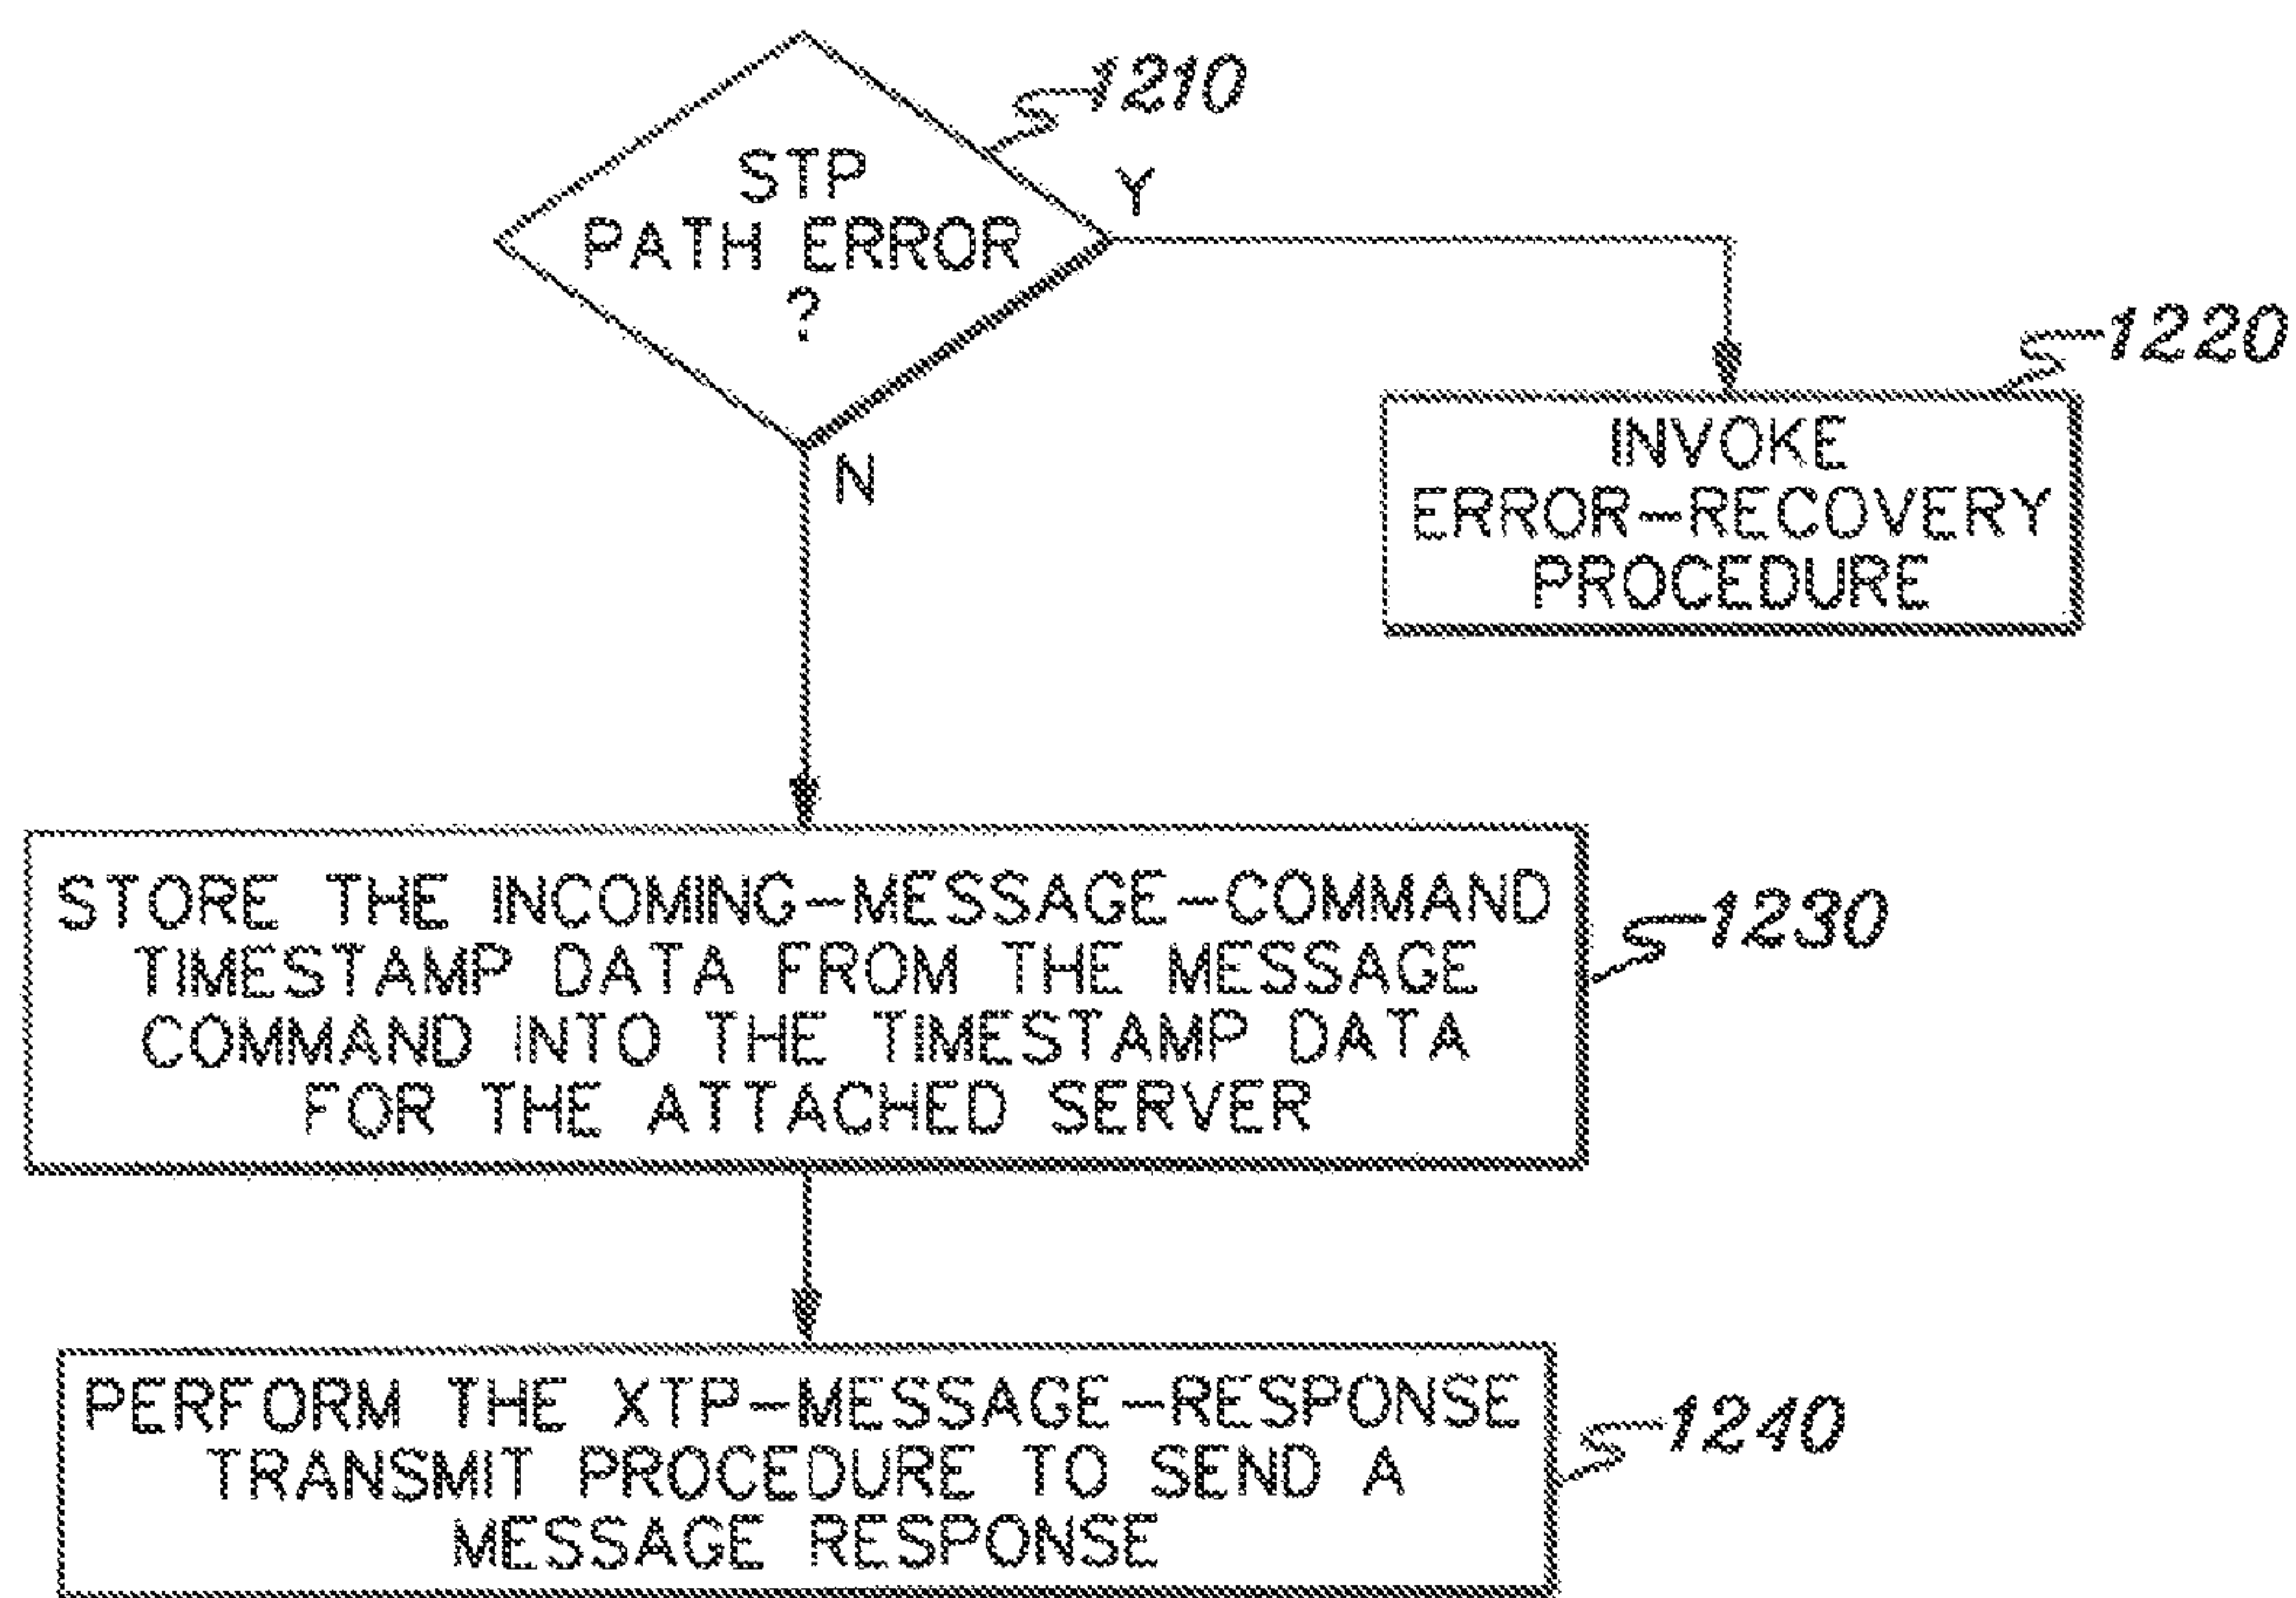 1210
STP
PATH ERROR
?
Y
N
1220
INVOKE
ERROR-RECOVERY
PROCEDURE
STORE THE INCOMING-MESSAGE-COMMAND
TIMESTAMP DATA FROM THE MESSAGE
COMMAND INTO THE TIMESTAMP DATA
FOR THE ATTACHED SERVER
1230
PERFORM THE XTP-MESSAGE-RESPONSE
TRANSMIT PROCEDURE TO SEND A
MESSAGE RESPONSE
1240